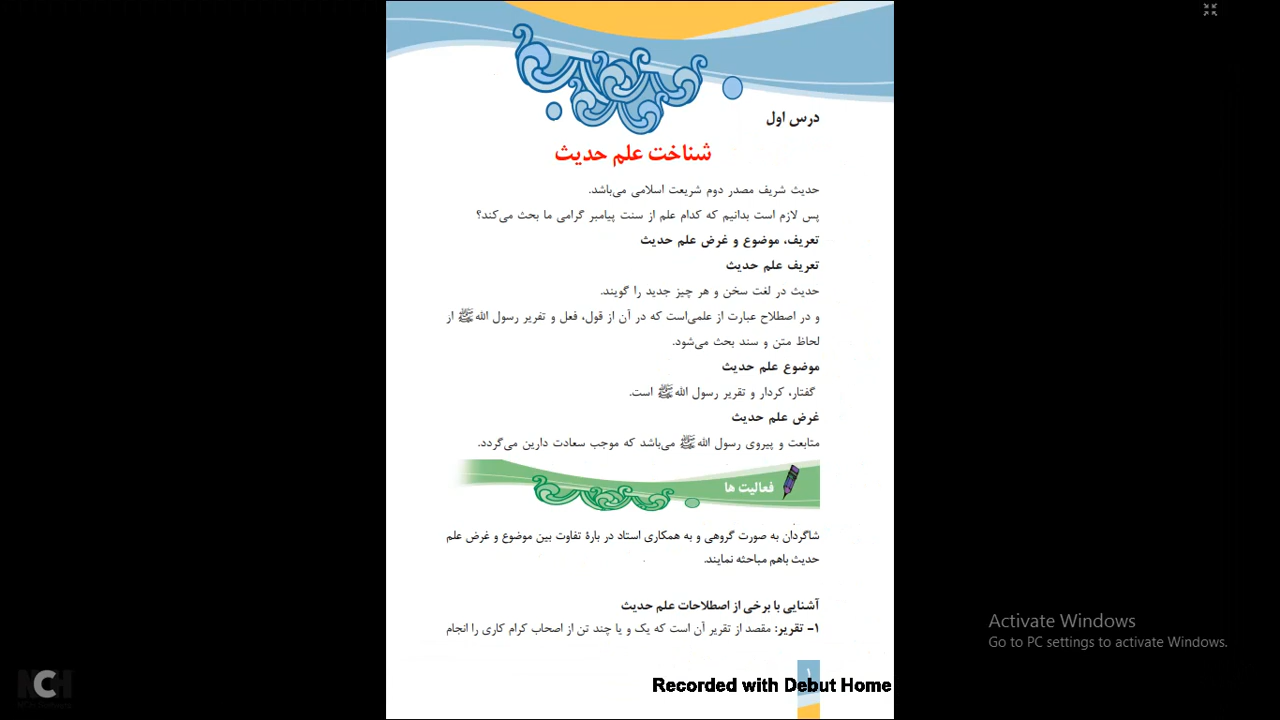 درس اول
شناخت علم حدیث
حدیث شریف مصدر دوم شریعت اسلامی می‌باشد.
پس لازم است بدانیم که کدام علم از سنت پیامبر گرامی ما بحث می‌کند؟
تعریف، موضوع و غرض علم حدیث
تعریف علم حدیث
حدیث در لغت سخن و هر چیز جدید را گویند.
و در اصطلاح عبارت از علمی‌است که در آن از قول، فعل و تقریر رسول الله ﷺ از
لحاظ متن و سند بحث می‌شود.
موضوع علم حدیث
گفتار، کردار و تقریر رسول الله ﷺ است.
غرض علم حدیث
متابعت و پیروی رسول الله ﷺ می‌باشد که موجب سعادت دارین می‌گردد.
فعالیت ها
شاگردان به صورت گروهی و به همکاری استاد در بارۀ تفاوت بین موضوع و غرض علم
حدیث باهم مباحثه نمایند.
آشنایی با برخی از اصطلاحات علم حدیث
۱- تقریر: مقصد از تقریر آن است که یک و یا چند تن از اصحاب کرام کاری را انجام
۱
Activate Windows
Go to PC settings to activate Windows.
NCH
Recorded with Debut Home